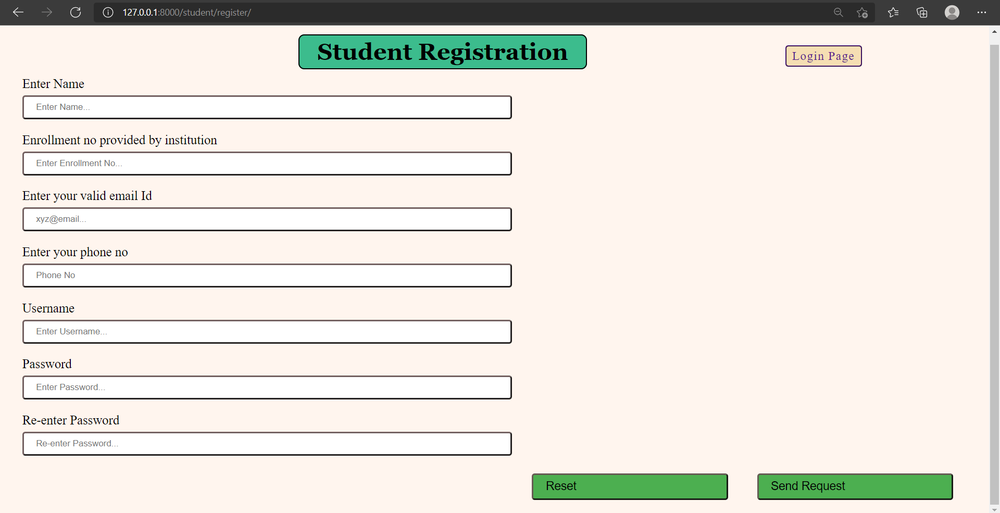 127.0.0.1:8000/student/register/
Student Registration
Login Page
Enter Name
Enter Name...
Enrollment no provided by institution
Enter Enrollment No...
Enter your valid email Id
xyz@email...
Enter your phone no
Phone No
Username
Enter Username...
Password
Enter Password...
Re-enter Password
Re-enter Password...
Reset
Send Request